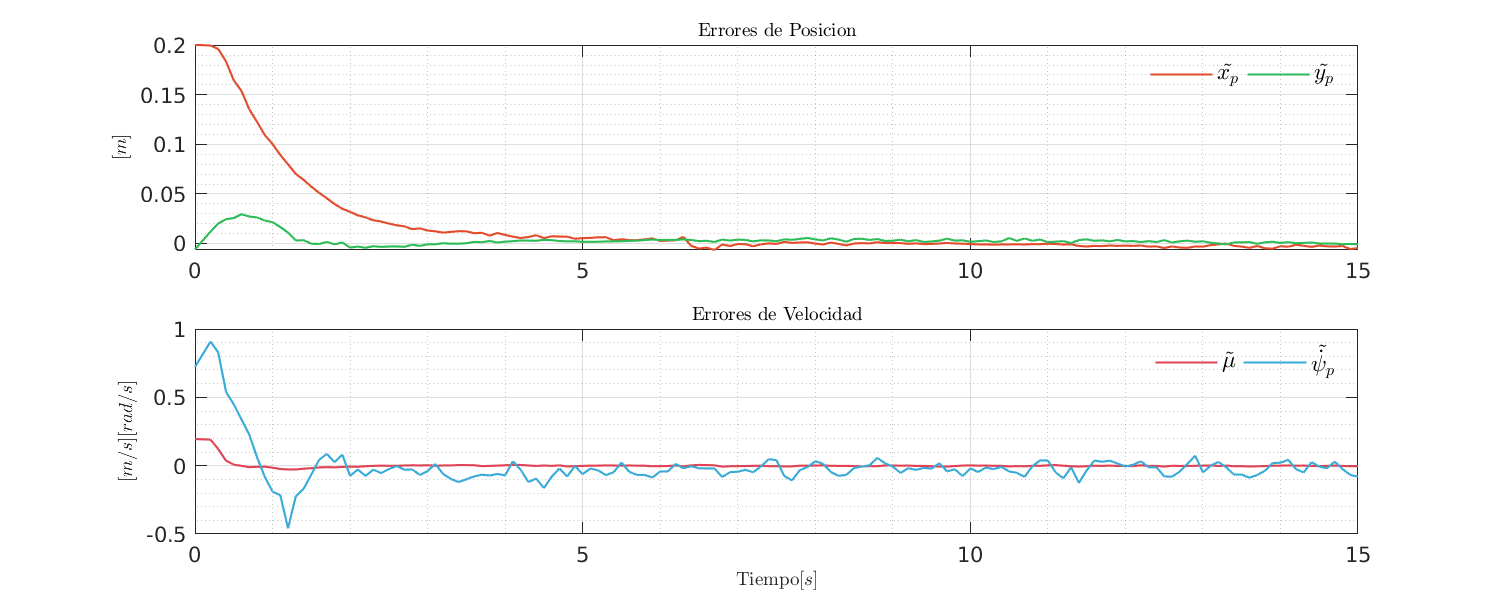 Errores de Posicion
0.2
0.15
0.1
0.05
0
[m]
x̃ₚ ỹₚ
0 5 10 15
Errores de Velocidad
1
0.5
0
-0.5
[m/s][rad/s]
μ̃ ψ̇̃ₚ
0 5 10 15
Tiempo[s]